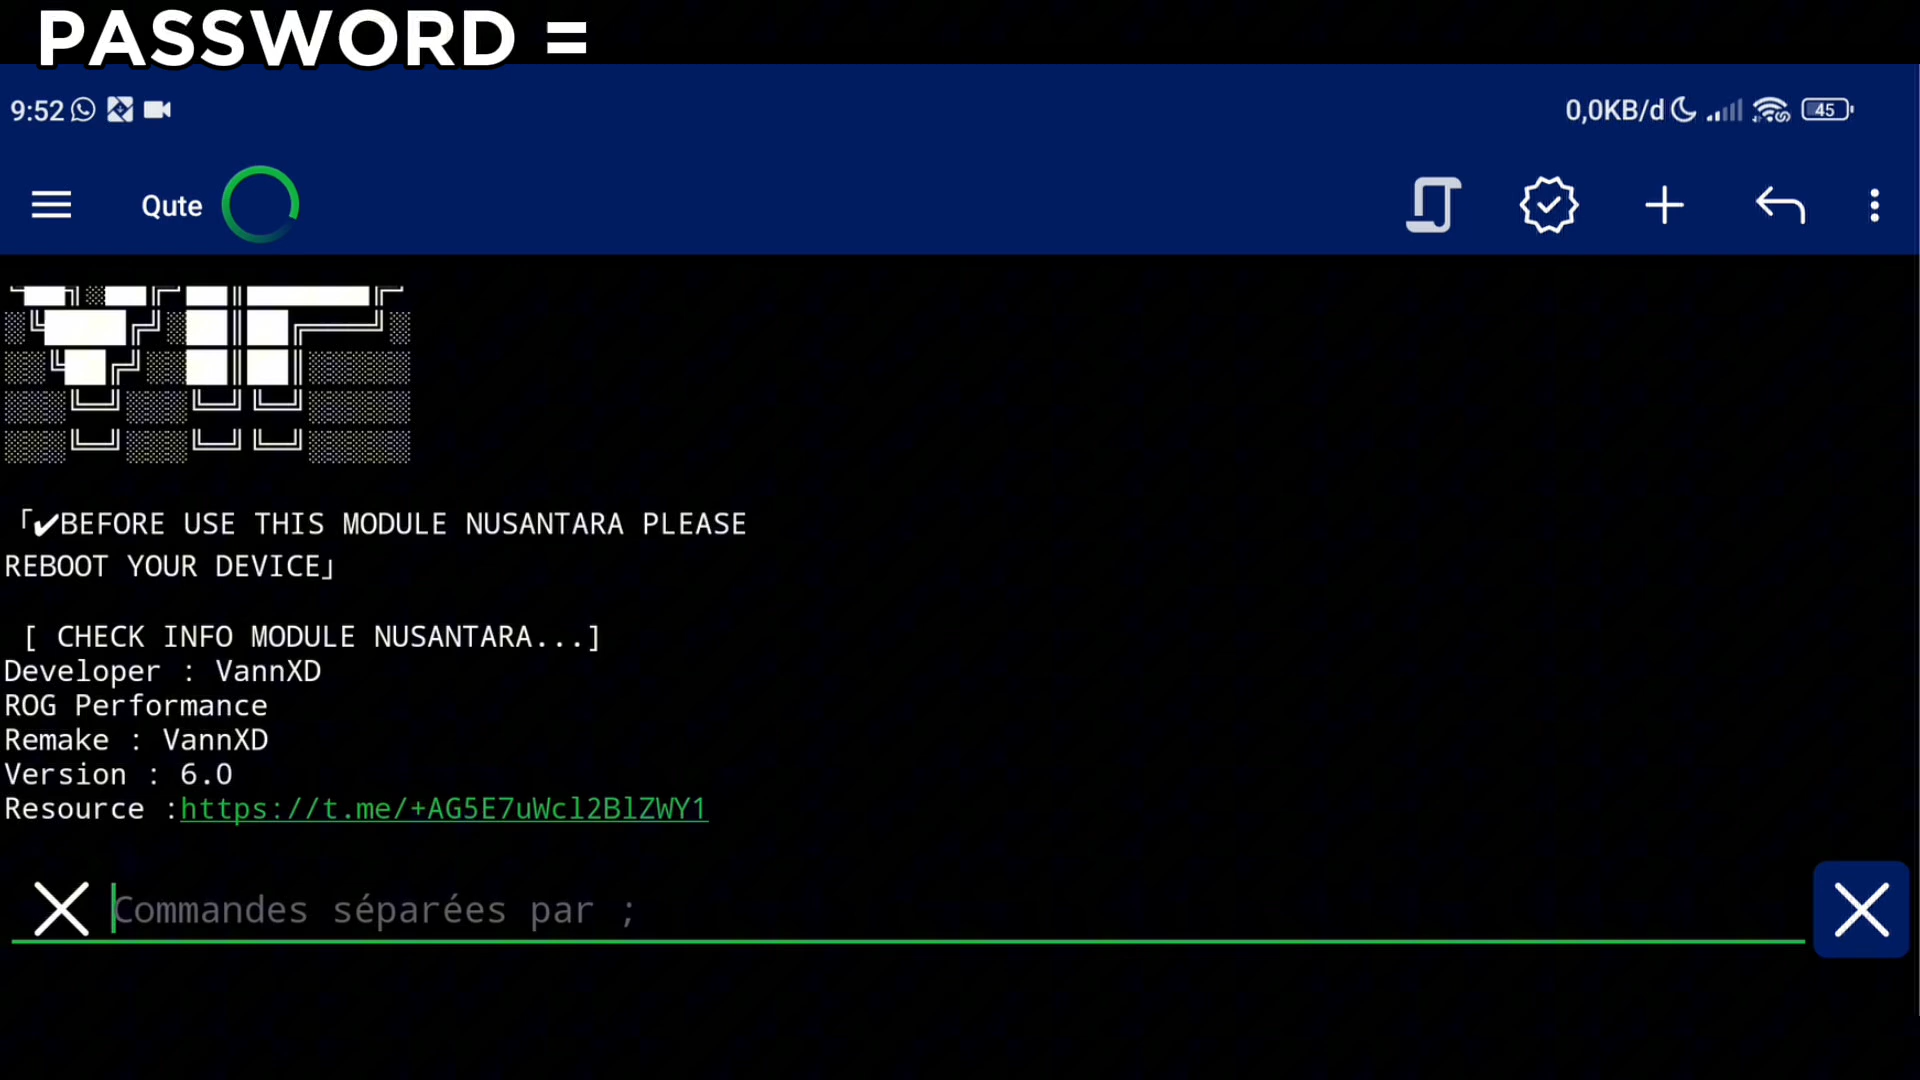 PASSWORD =
9:52
0,0KB/d
45
Qute
「✔BEFORE USE THIS MODULE NUSANTARA PLEASE
REBOOT YOUR DEVICE」
[ CHECK INFO MODULE NUSANTARA...]
Developer : VannXD
ROG Performance
Remake : VannXD
Version : 6.0
Resource :https://t.me/+AG5E7uWcl2BlZWY1
Commandes séparées par ;